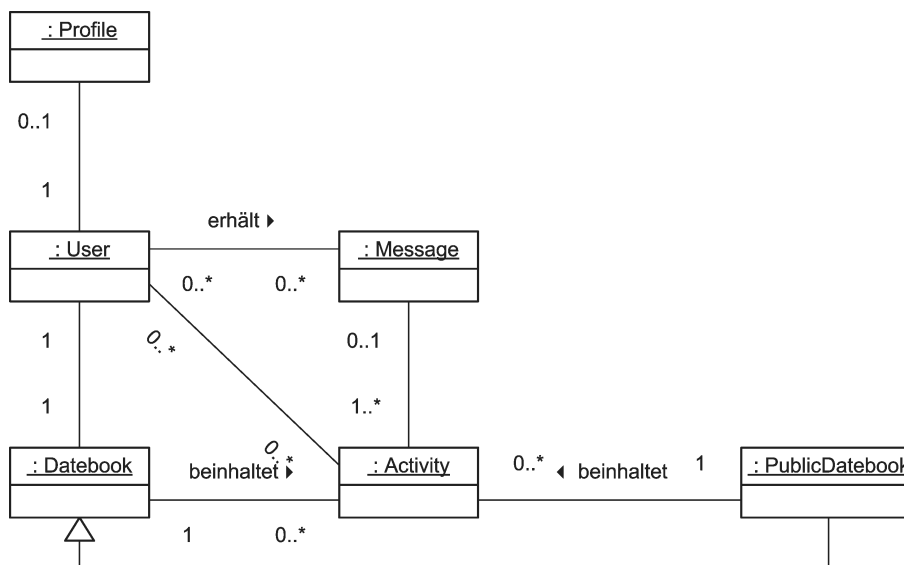 : Profile
0..1
1
erhält ▸
: User
: Message
0..*
0..*
1
0..*
0..1
1
1..*
0..*
: Datebook
beinhaltet ▸
: Activity
0..*
◂ beinhaltet
1
: PublicDatebook
1
0..*